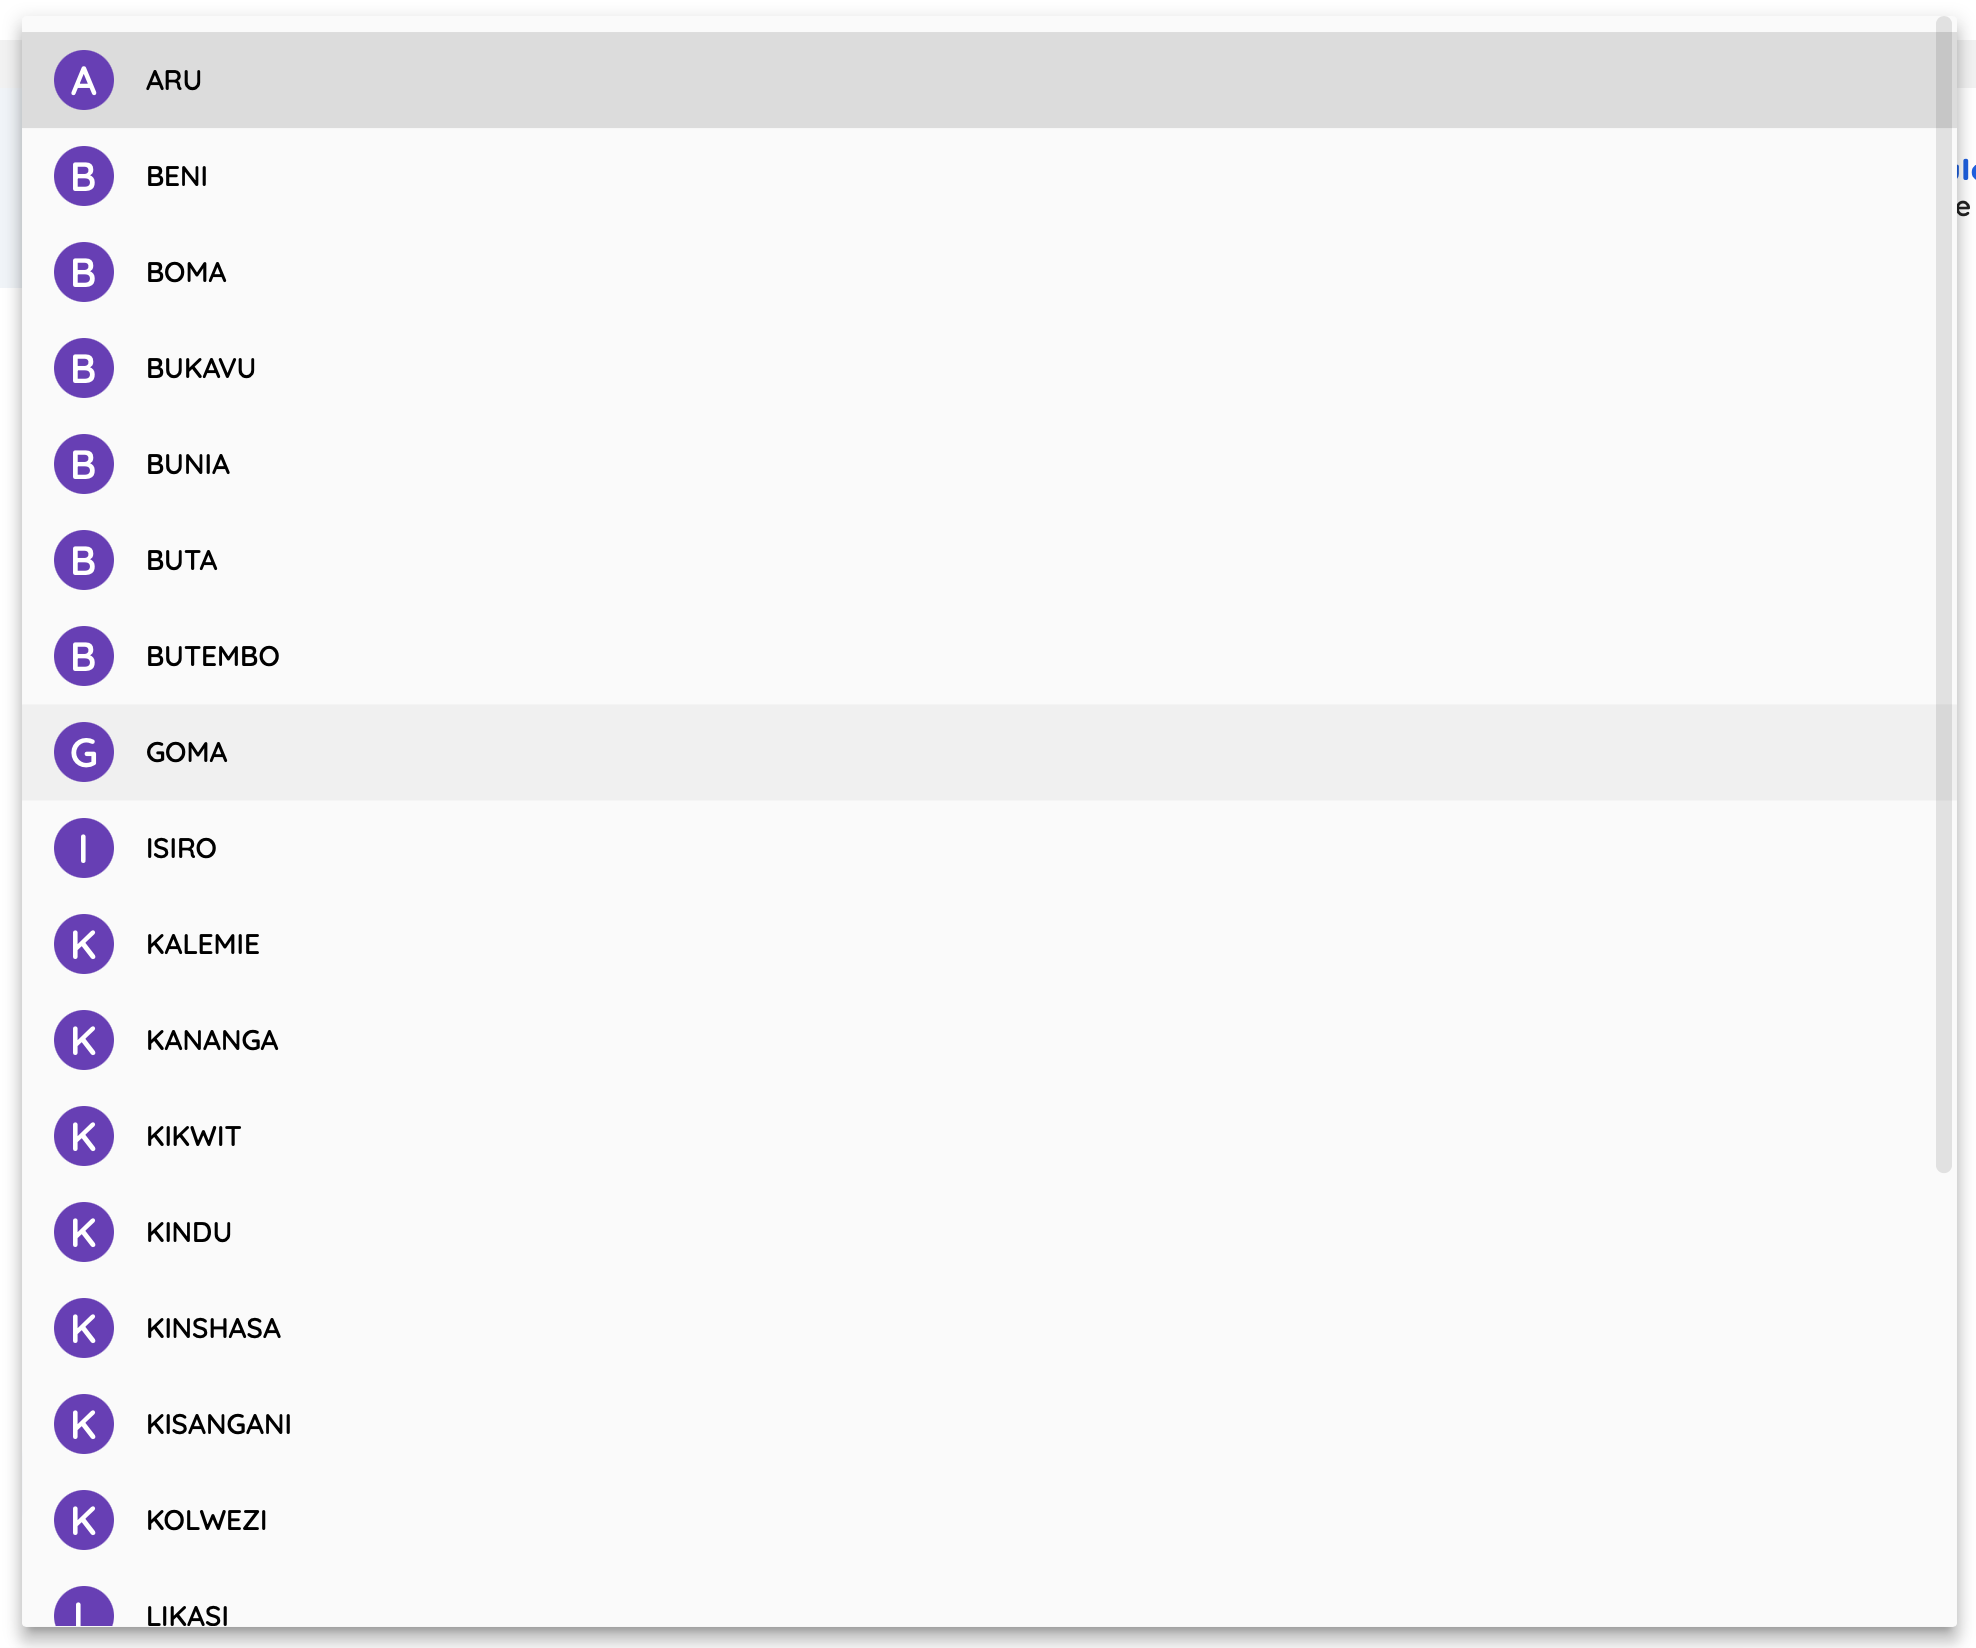 A ARU
B BENI
B BOMA
B BUKAVU
B BUNIA
B BUTA
B BUTEMBO
G GOMA
I ISIRO
K KALEMIE
K KANANGA
K KIKWIT
K KINDU
K KINSHASA
K KISANGANI
K KOLWEZI
L LIKASI